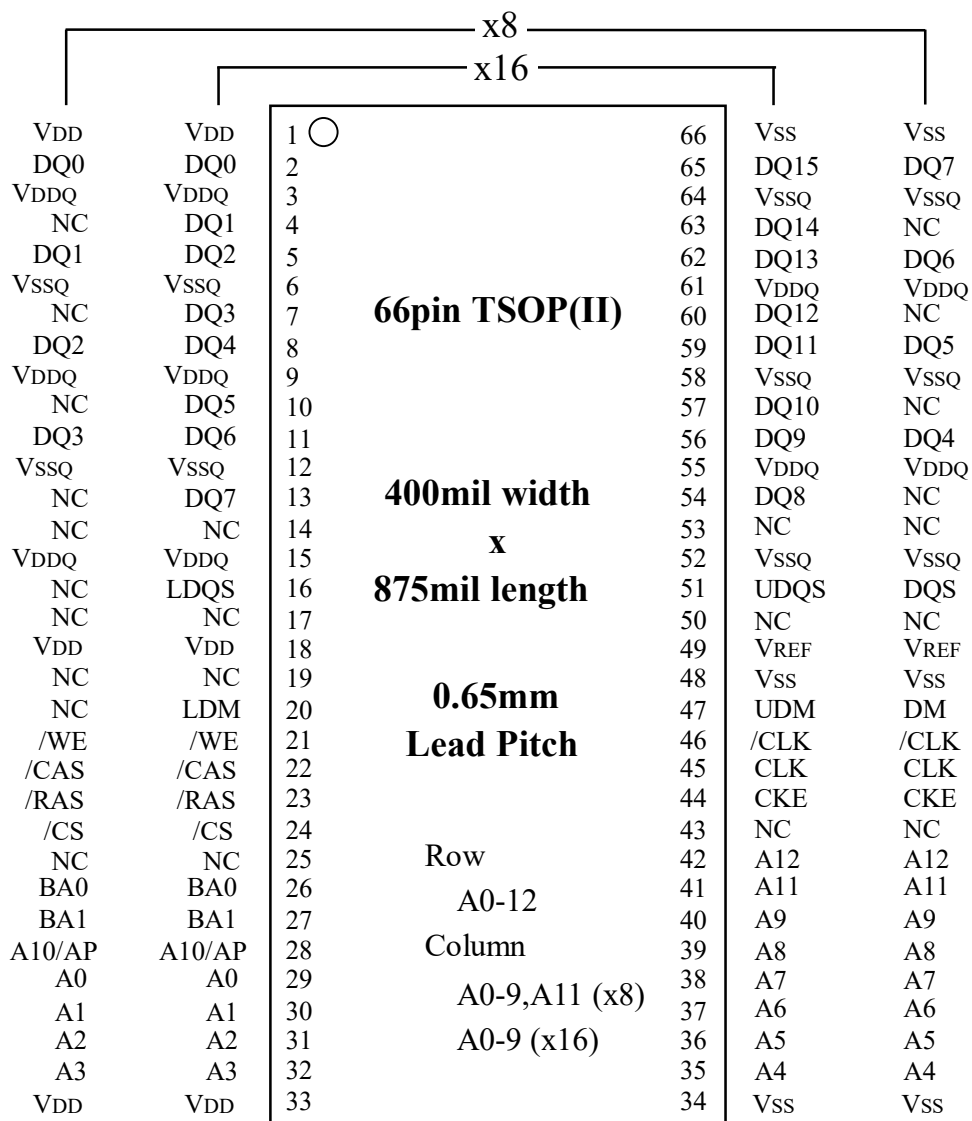 x8
x16
VDD VDD 1 66 VSS VSS
DQ0 DQ0 2 65 DQ15 DQ7
VDDQ VDDQ 3 64 VSSQ VSSQ
NC DQ1 4 63 DQ14 NC
DQ1 DQ2 5 62 DQ13 DQ6
VSSQ VSSQ 6 61 VDDQ VDDQ
NC DQ3 7 66pin TSOP(II) 60 DQ12 NC
DQ2 DQ4 8 59 DQ11 DQ5
VDDQ VDDQ 9 58 VSSQ VSSQ
NC DQ5 10 57 DQ10 NC
DQ3 DQ6 11 56 DQ9 DQ4
VSSQ VSSQ 12 55 VDDQ VDDQ
NC DQ7 13 400mil width 54 DQ8 NC
NC NC 14 53 NC NC
VDDQ VDDQ 15 x 52 VSSQ VSSQ
NC LDQS 16 875mil length 51 UDQS DQS
NC NC 17 50 NC NC
VDD VDD 18 49 VREF VREF
NC NC 19 0.65mm 48 VSS VSS
NC LDM 20 47 UDM DM
/WE /WE 21 Lead Pitch 46 /CLK /CLK
/CAS /CAS 22 45 CLK CLK
/RAS /RAS 23 44 CKE CKE
/CS /CS 24 43 NC NC
NC NC 25 Row 42 A12 A12
BA0 BA0 26 A0-12 41 A11 A11
BA1 BA1 27 40 A9 A9
A10/AP A10/AP 28 Column 39 A8 A8
A0 A0 29 38 A7 A7
A1 A1 30 A0-9,A11 (x8) 37 A6 A6
A2 A2 31 A0-9 (x16) 36 A5 A5
A3 A3 32 35 A4 A4
VDD VDD 33 34 VSS VSS